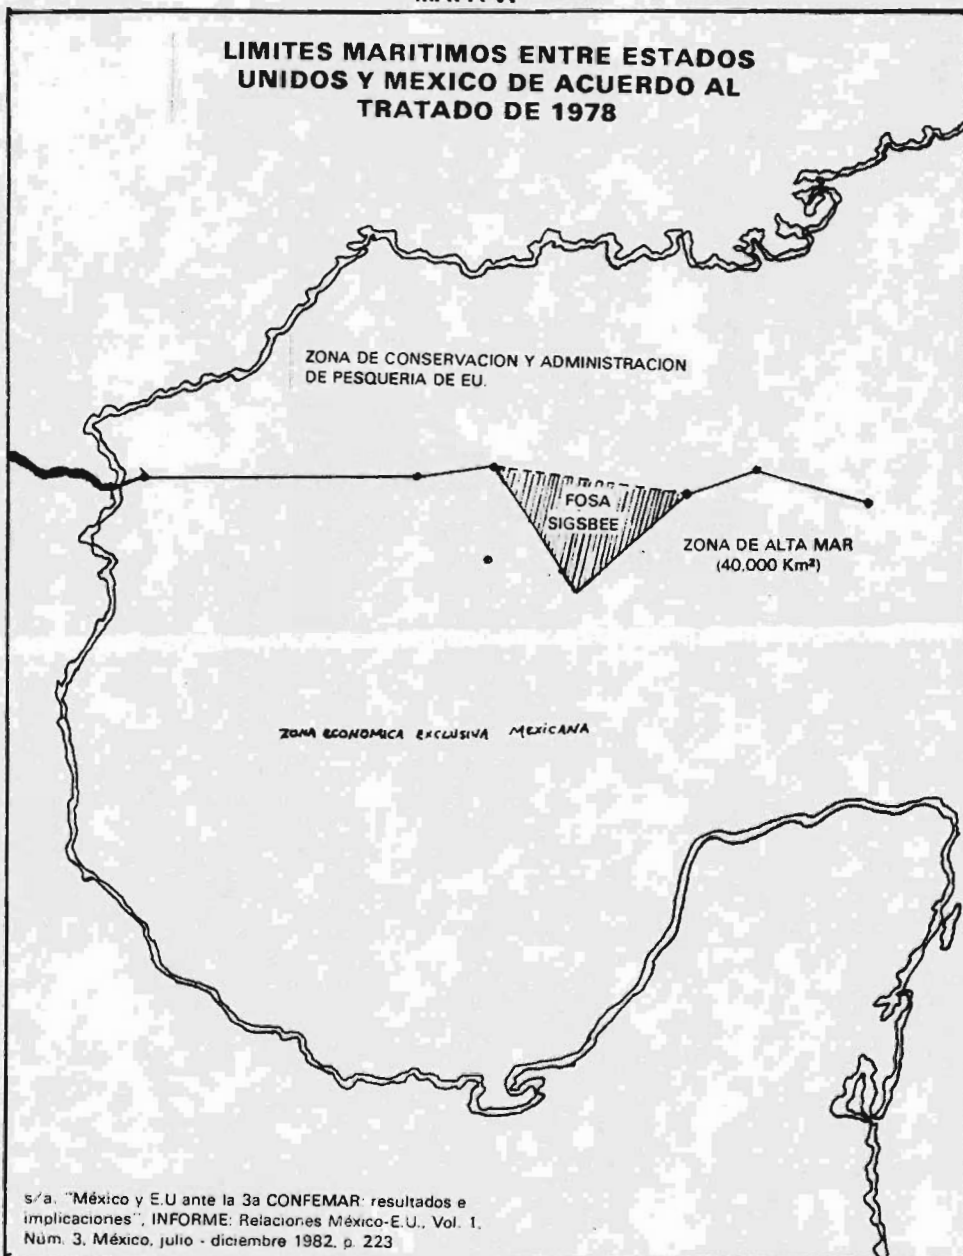 LIMITES MARITIMOS ENTRE ESTADOS
UNIDOS Y MEXICO DE ACUERDO AL
TRATADO DE 1978
ZONA DE CONSERVACION Y ADMINISTRACION
DE PESQUERIA DE EU.
FOSA
SIGSBEE
ZONA DE ALTA MAR
(40,000 Km²)
ZONA ECONOMICA EXCLUSIVA MEXICANA
s/a. "México y E.U ante la 3a CONFEMAR: resultados e
implicaciones", INFORME: Relaciones México-E.U., Vol. 1,
Núm. 3, México, julio - diciembre 1982, p. 223